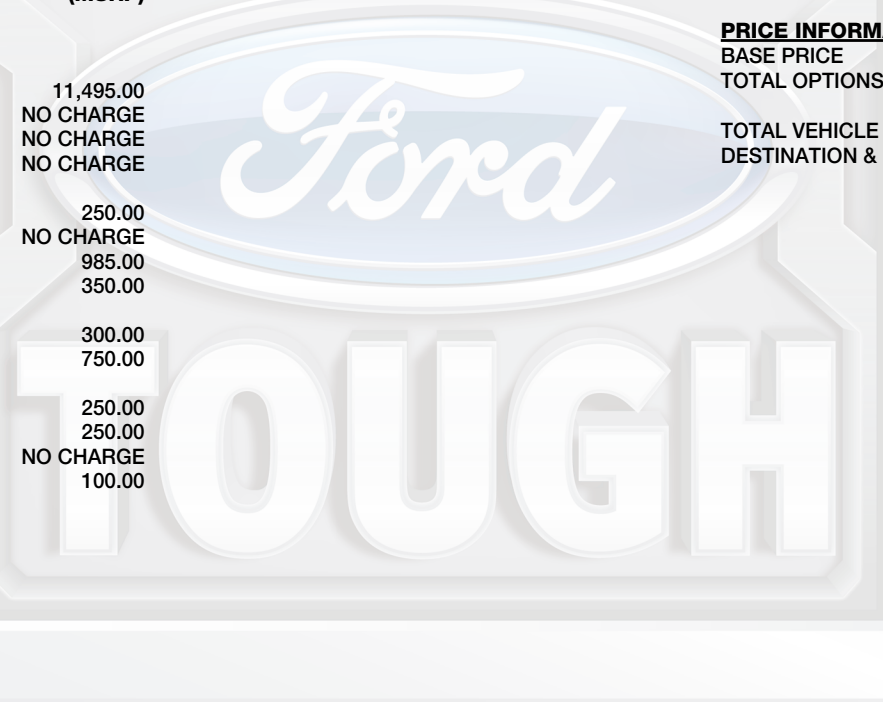 11,495.00
NO CHARGE
NO CHARGE
NO CHARGE
250.00
NO CHARGE
985.00
350.00
300.00
750.00
250.00
250.00
NO CHARGE
100.00
PRICE
BASE PRICE
TOTAL OPTIONS
TOTAL VEHICLE
DESTINATION &
Ford
TOUGH